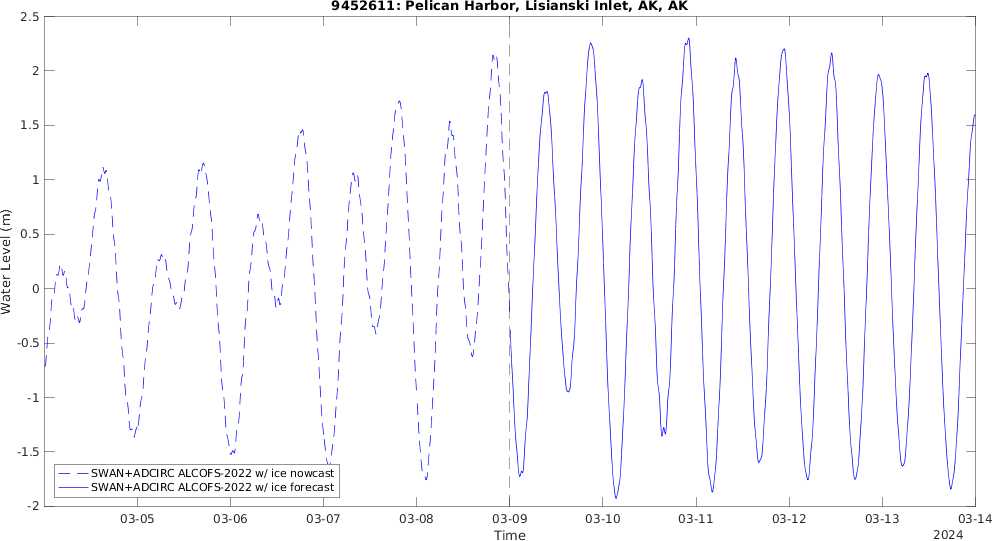 9452611: Pelican Harbor, Lisianski Inlet, AK, AK
2.5
2
1.5
1
0.5
0
-0.5
-1
-1.5
-2
Water Level (m)
SWAN+ADCIRC ALCOFS-2022 w/ ice nowcast
SWAN+ADCIRC ALCOFS-2022 w/ ice forecast
03-05 03-06 03-07 03-08 03-09 03-10 03-11 03-12 03-13 03-14
Time
2024